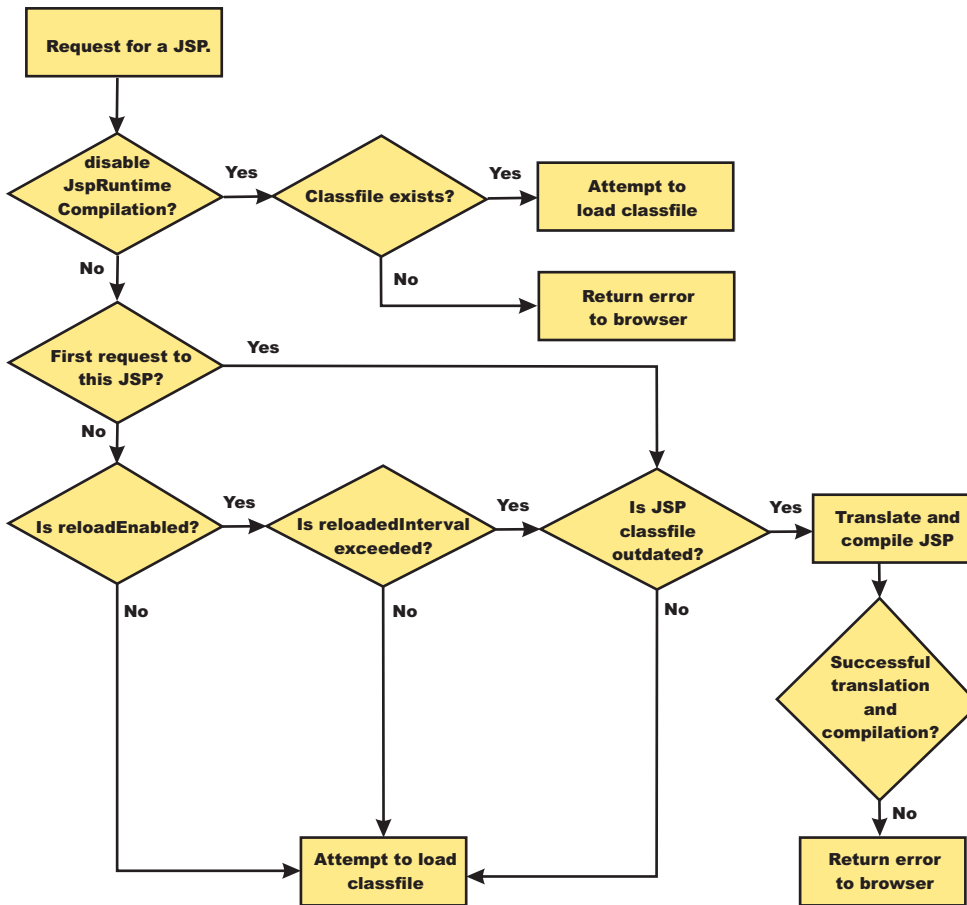 Request for a JSP.
disable
JspRuntime
Compilation?
Yes
Classfile exists?
Yes
Attempt to
load classfile
No
No
Return error
to browser
First request to
this JSP?
Yes
No
Is reloadEnabled?
Yes
Is reloadedInterval
exceeded?
Yes
Is JSP
classfile
outdated?
Yes
Translate and
compile JSP
No
No
No
Successful
translation
and
compilation?
No
Attempt to load
classfile
Return error
to browser